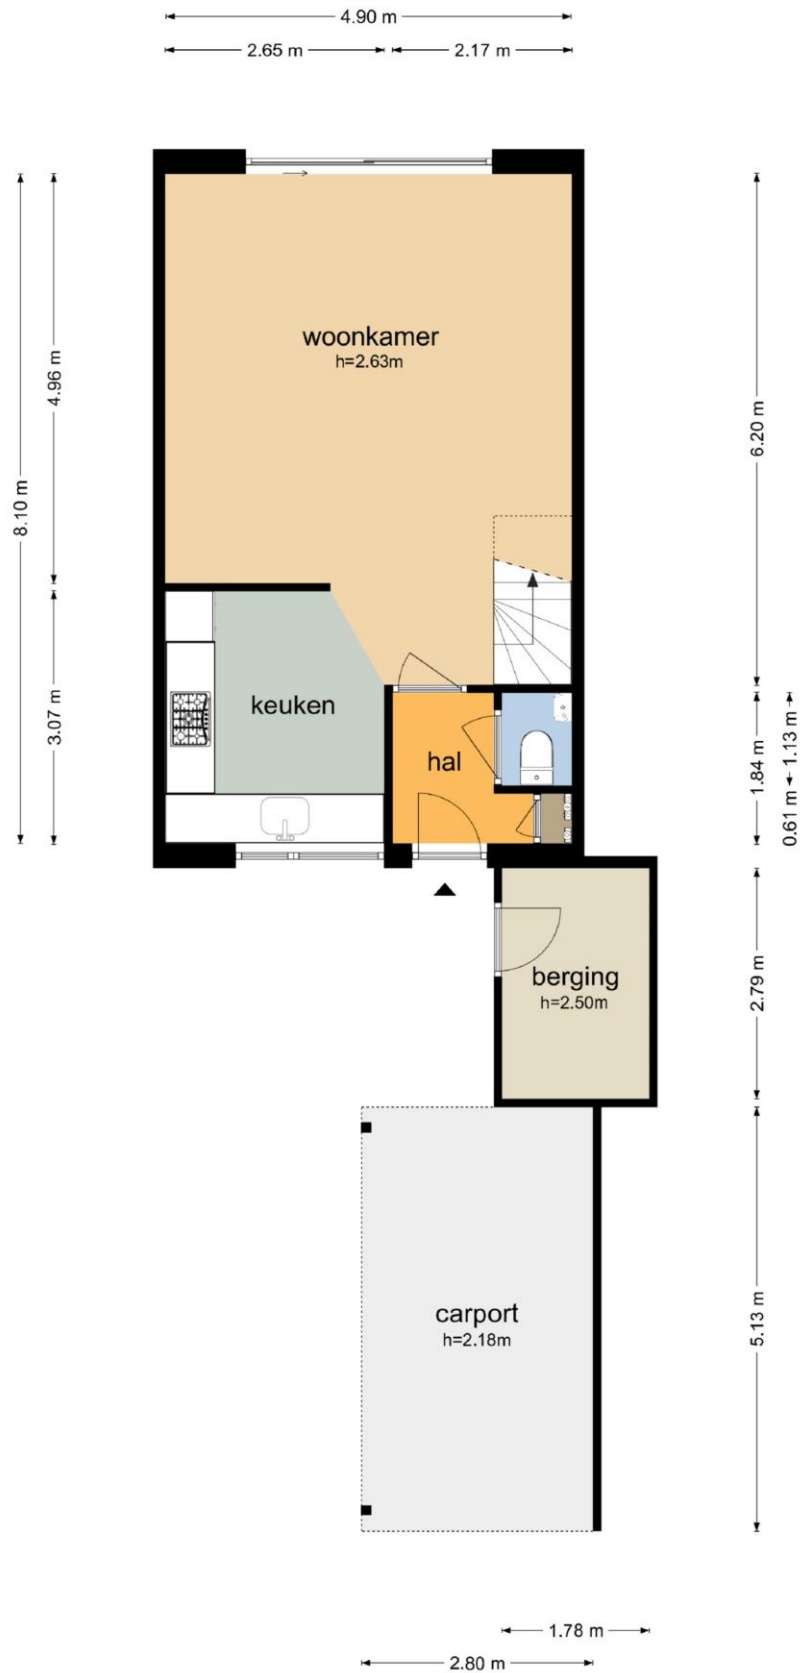 4.90 m
2.65 m
2.17 m
woonkamer
h=2.63m
4.96 m
6.20 m
8.10 m
keuken
3.07 m
hal
1.84 m
1.13 m
0.61 m
berging
h=2.50m
2.79 m
carport
h=2.18m
5.13 m
1.78 m
2.80 m